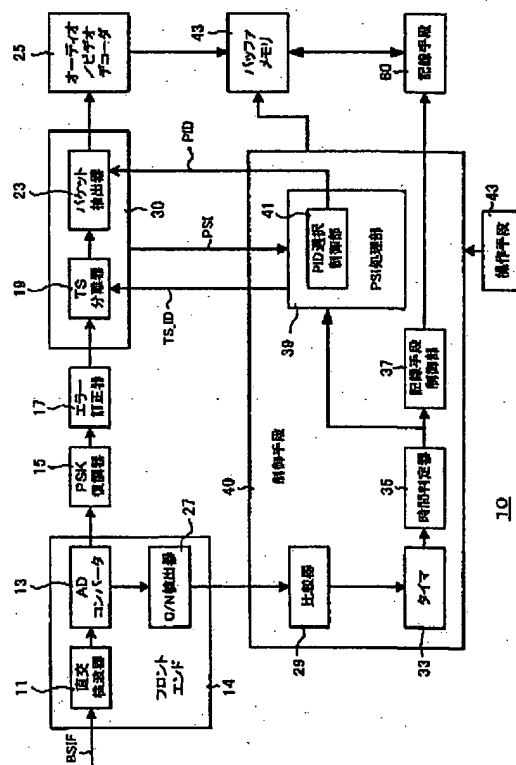 BSIF
11
直交
検波器
13
AD
コンバータ
C/N検出器
27
フロント
エンド
14
15
PSK
復調器
17
エラー
訂正器
19
TS
分離器
23
パケット
抽出器
30
25
オーディオ
/ビデオ
デコーダ
43
バッファ
メモリ
60
記録手段
TS_ID
PSI
PID
40
制御手段
29
比較器
33
タイマ
35
時間判定器
37
記録手段
制御部
39
41
PID選択
制御部
PSI処理部
43
操作手段
10